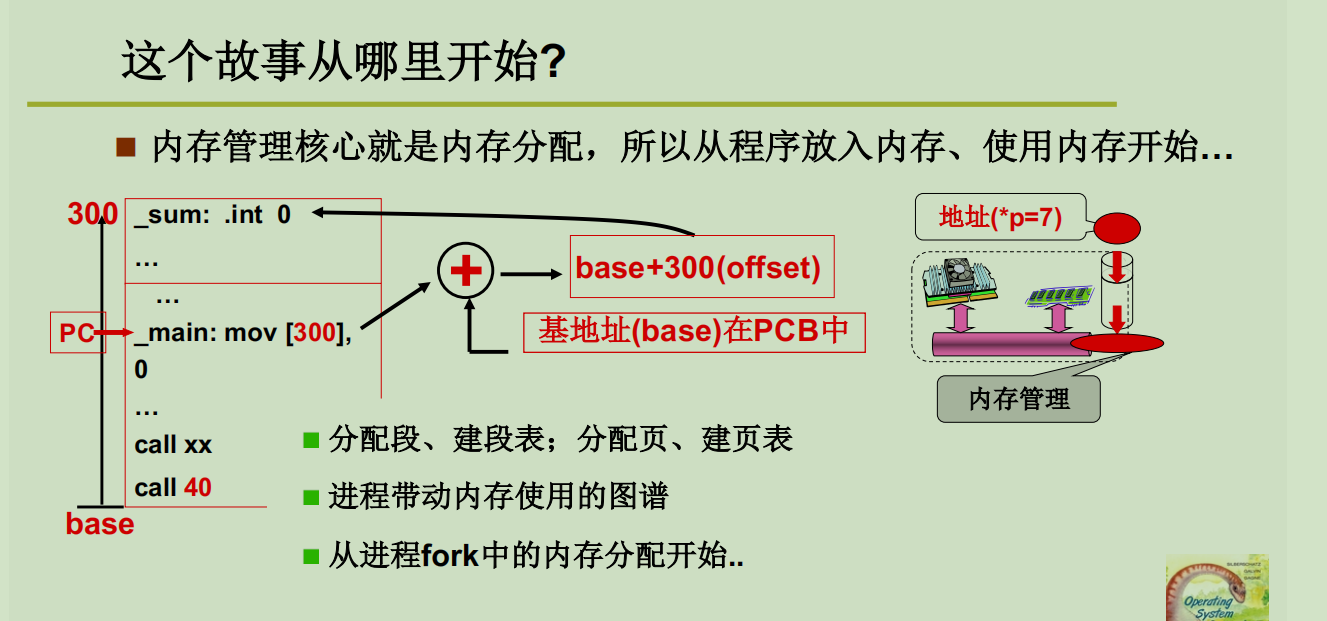 这个故事从哪里开始?
■ 内存管理核心就是内存分配，所以从程序放入内存、使用内存开始...
300
_sum: .int 0
...
...
PC
_main: mov [300],
0
...
call xx
call 40
base
+
base+300(offset)
基地址(base)在PCB中
地址(*p=7)
内存管理
■ 分配段、建段表；分配页、建页表
■ 进程带动内存使用的图谱
■ 从进程fork中的内存分配开始..
Operating
System